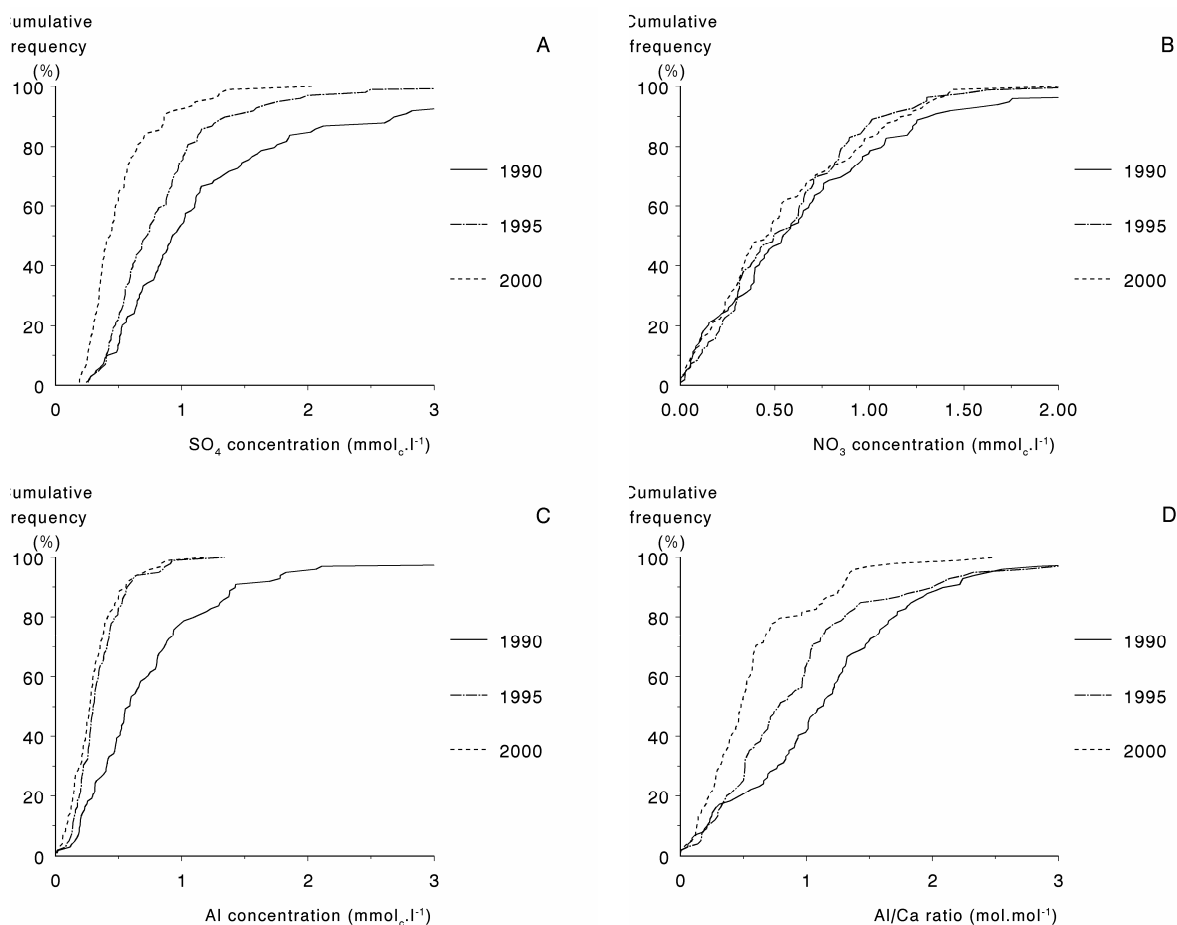 umulative
requency
(%)
A
100
80
60
40
20
0
0 1 2 3
SO4 concentration (mmolc.l-1)
1990
1995
2000
Cumulative
frequency
(%)
B
100
80
60
40
20
0
0.00 0.50 1.00 1.50 2.00
NO3 concentration (mmolc.l-1)
1990
1995
2000
umulative
requency
(%)
C
100
80
60
40
20
0
0 1 2 3
Al concentration (mmolc.l-1)
1990
1995
2000
Cumulative
frequency
(%)
D
100
80
60
40
20
0
0 1 2 3
Al/Ca ratio (mol.mol-1)
1990
1995
2000